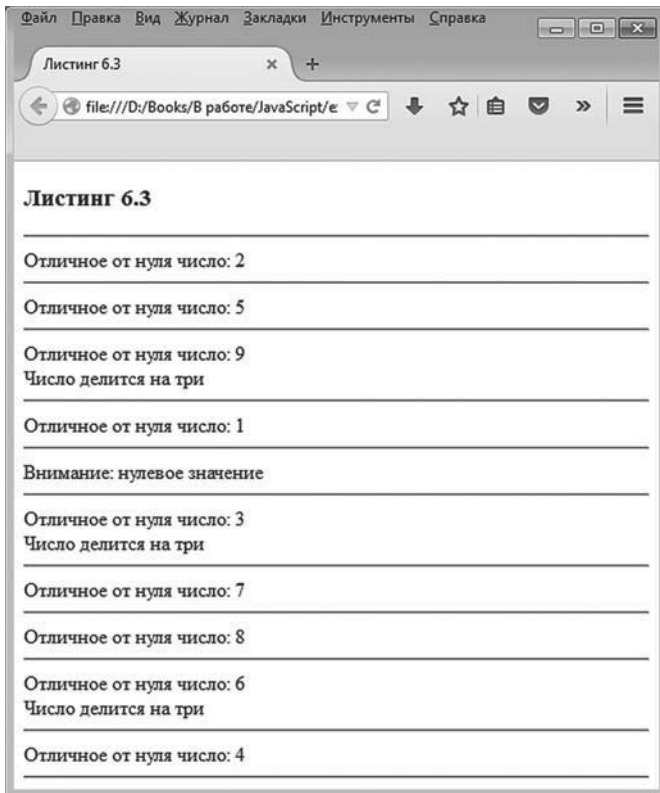 Файл Правка Вид Журнал Закладки Инструменты Справка
Листинг 6.3
file:///D:/Books/В работе/JavaScript/e
Листинг 6.3
Отличное от нуля число: 2
Отличное от нуля число: 5
Отличное от нуля число: 9
Число делится на три
Отличное от нуля число: 1
Внимание: нулевое значение
Отличное от нуля число: 3
Число делится на три
Отличное от нуля число: 7
Отличное от нуля число: 8
Отличное от нуля число: 6
Число делится на три
Отличное от нуля число: 4